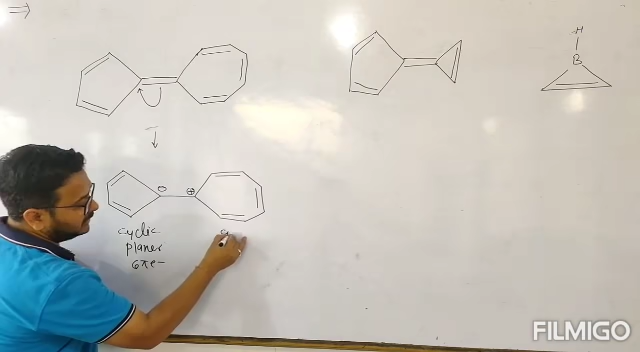 ⇒
H
B
⊖ ⊕
cyclic
planer
6πe-
c
FILMIGO